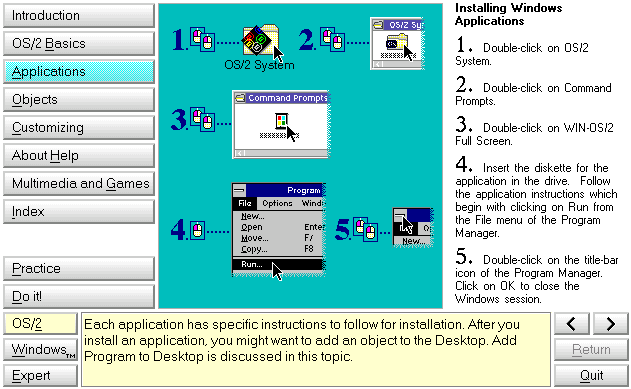 Introduction
OS/2 Basics
Applications
Objects
Customizing
About Help
Multimedia and Games
Index
Practice
Do it!
OS/2
Windows™
Expert
1.
OS/2 System
2.
OS/2 Sy
3.
Command Prompts
4.
Program
File Options Wind
New...
Open Enter
Move... F/
Copy... F8
Run...
5.
New...
Installing Windows
Applications
1. Double-click on OS/2
System.
2. Double-click on Command
Prompts.
3. Double-click on WIN-OS/2
Full Screen.
4. Insert the diskette for the
application in the drive. Follow
the application instructions which
begin with clicking on Run from
the File menu of the Program
Manager.
5. Double-click on the title-bar
icon of the Program Manager.
Click on OK to close the
Windows session.
Each application has specific instructions to follow for installation. After you
install an application, you might want to add an object to the Desktop. Add
Program to Desktop is discussed in this topic.
< >
Return
Quit